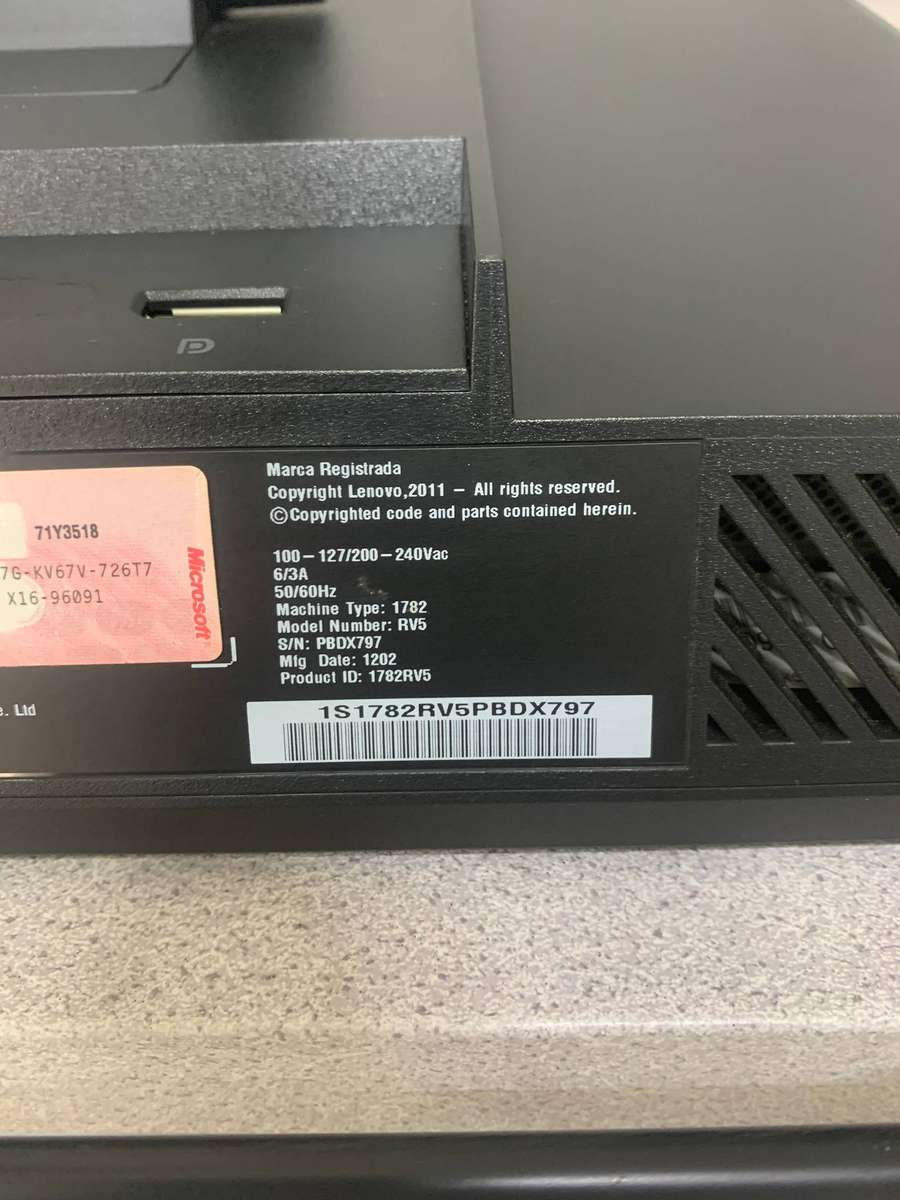 71Y3518
7G-KV67V-726T7
X16-96091
Microsoft
e. Ltd
Marca Registrada
Copyright Lenovo,2011 – All rights reserved.
©Copyrighted code and parts contained herein.
100–127/200–240Vac
6/3A
50/60Hz
Machine Type: 1782
Model Number: RV5
S/N: PBDX797
Mfg Date: 1202
Product ID: 1782RV5
1S1782RV5PBDX797